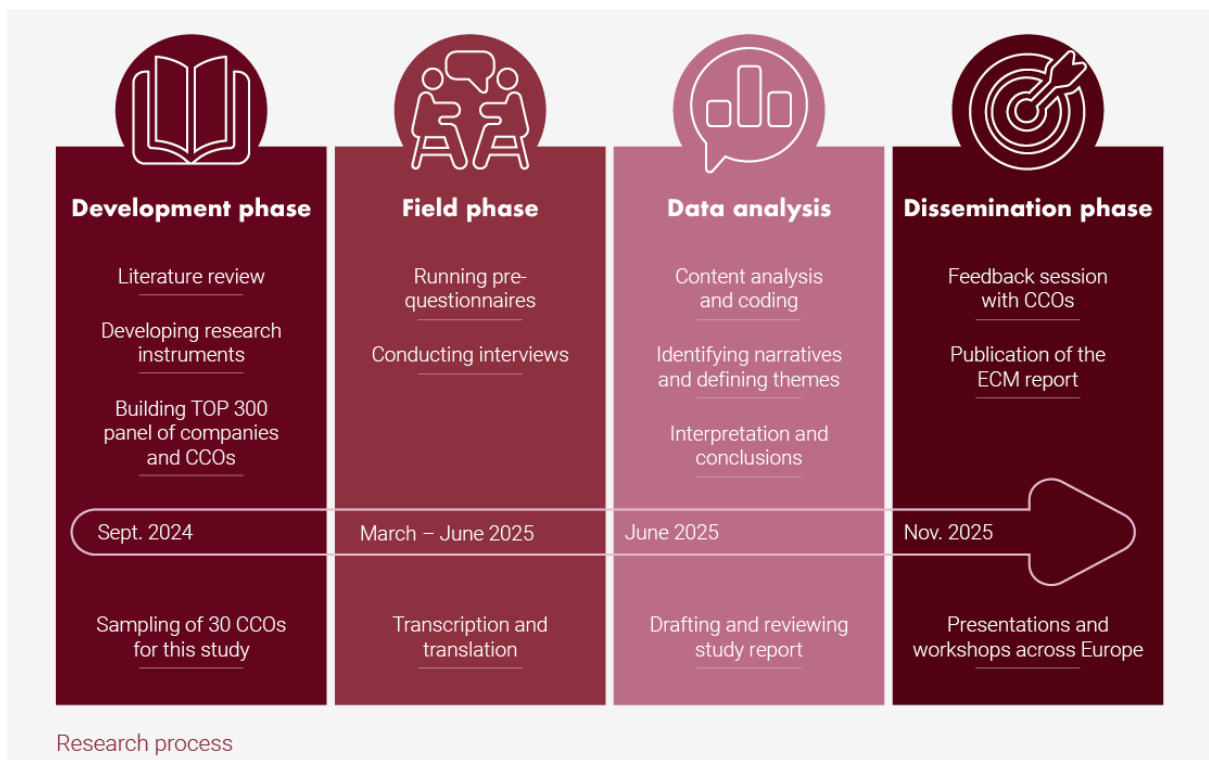 Development phase
Literature review
Developing research
instruments
Building TOP 300
panel of companies
and CCOs
Sept. 2024
Sampling of 30 CCOs
for this study
Field phase
Running pre-
questionnaires
Conducting interviews
March – June 2025
Transcription and
translation
Data analysis
Content analysis
and coding
Identifying narratives
and defining themes
Interpretation and
conclusions
June 2025
Drafting and reviewing
study report
Dissemination phase
Feedback session
with CCOs
Publication of the
ECM report
Nov. 2025
Presentations and
workshops across Europe
Research process